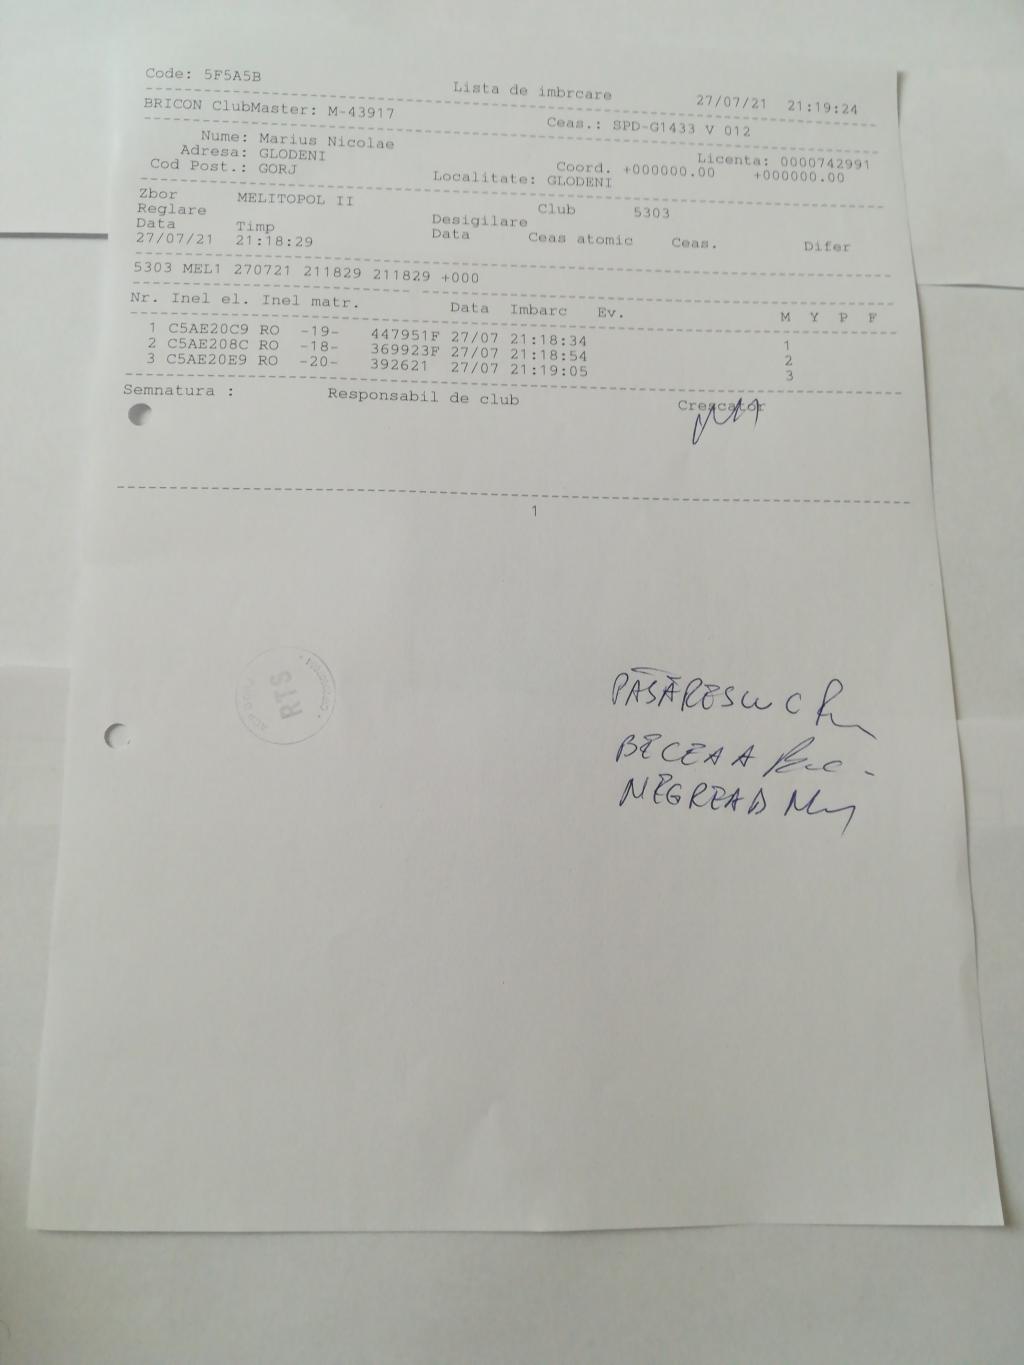 Code: 5F5A5B
Lista de imbrcare 27/07/21 21:19:24
BRICON ClubMaster: M-43917 Ceas.: SPD-G1433 V 012
Nume: Marius Nicolae Licenta: 0000742991
Adresa: GLODENI Coord. +000000.00 +000000.00
Cod Post.: GORJ Localitate: GLODENI
Zbor MELITOPOL II Club 5303
Reglare Desigilare
Data Timp Data Ceas atomic Ceas. Difer
27/07/21 21:18:29
5303 MEL1 270721 211829 211829 +000
Nr. Inel el. Inel matr. Data Imbarc Ev. M Y P F
1 C5AE20C9 RO -19- 447951F 27/07 21:18:34 1
2 C5AE208C RO -18- 369923F 27/07 21:18:54 2
3 C5AE20E9 RO -20- 392621 27/07 21:19:05 3
Semnatura : Responsabil de club Crescator
1
RTS
PĂSĂRESCU C
BECEA A
NEGREA D